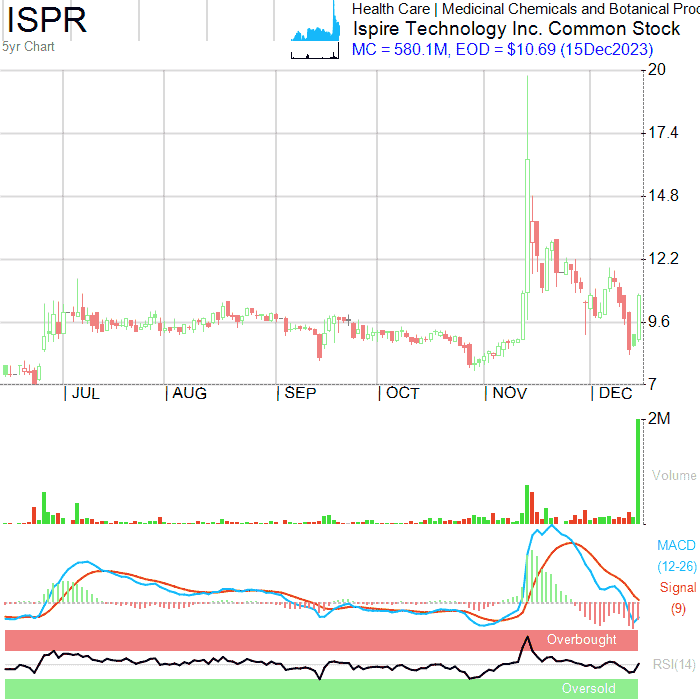 ISPR
5yr Chart
Health Care | Medicinal Chemicals and Botanical Proc
Ispire Technology Inc. Common Stock
MC = 580.1M, EOD = $10.69 (15Dec2023)
20
17.4
14.8
12.2
9.6
7
JUL AUG SEP OCT NOV DEC
2M
Volume
MACD
(12-26)
Signal
(9)
Overbought
RSI(14)
Oversold